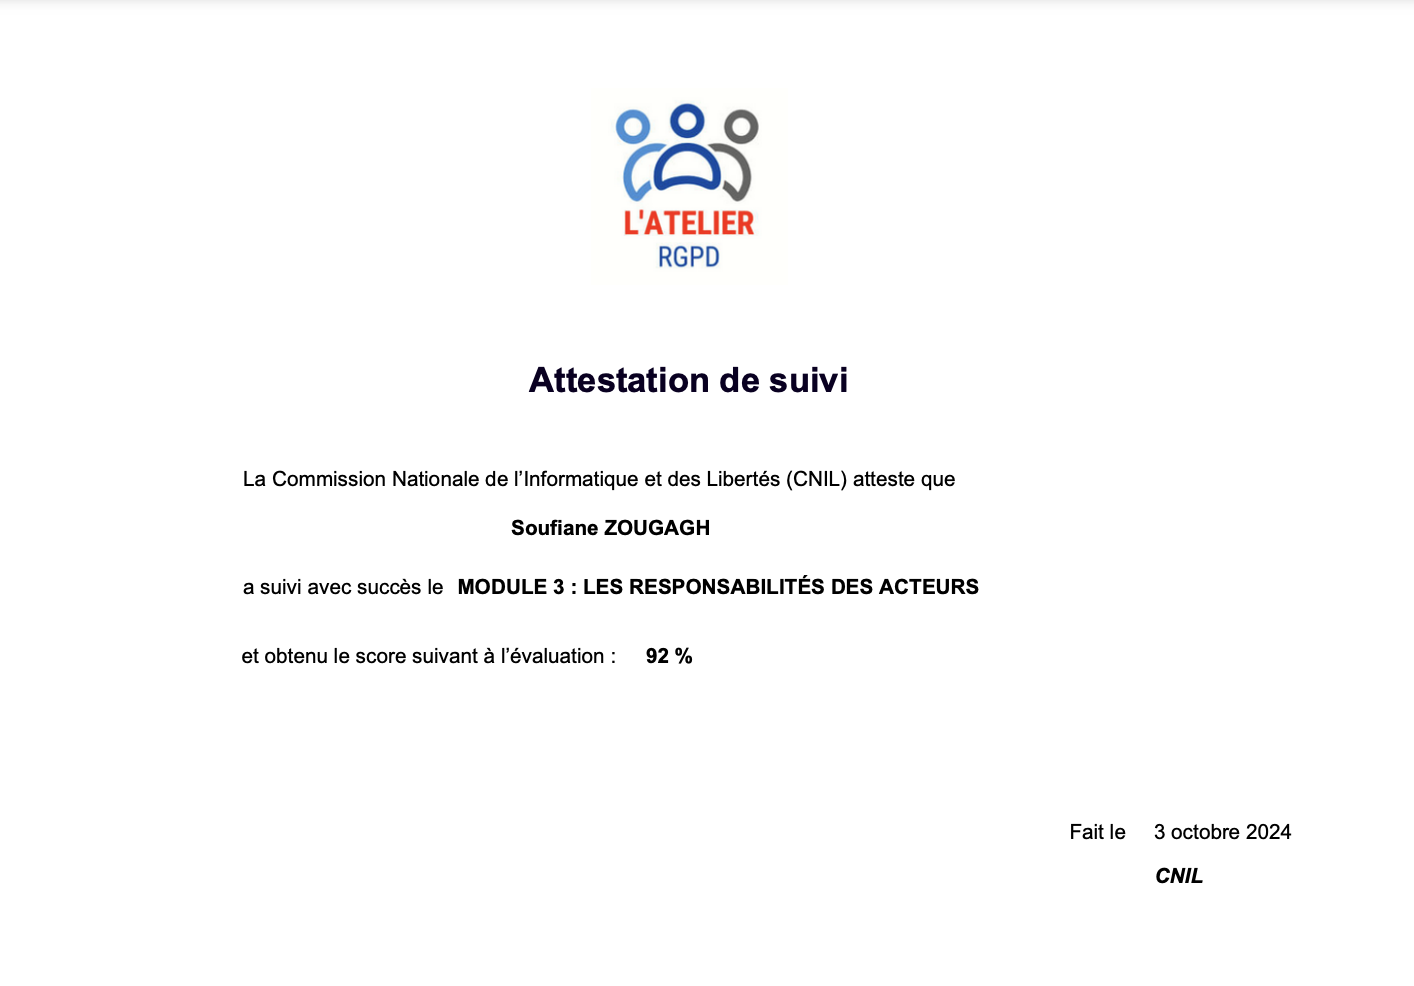 L'ATELIER
RGPD
Attestation de suivi
La Commission Nationale de l’Informatique et des Libertés (CNIL) atteste que
Soufiane ZOUGAGH
a suivi avec succès le MODULE 3 : LES RESPONSABILITÉS DES ACTEURS
et obtenu le score suivant à l’évaluation : 92 %
Fait le 3 octobre 2024
CNIL